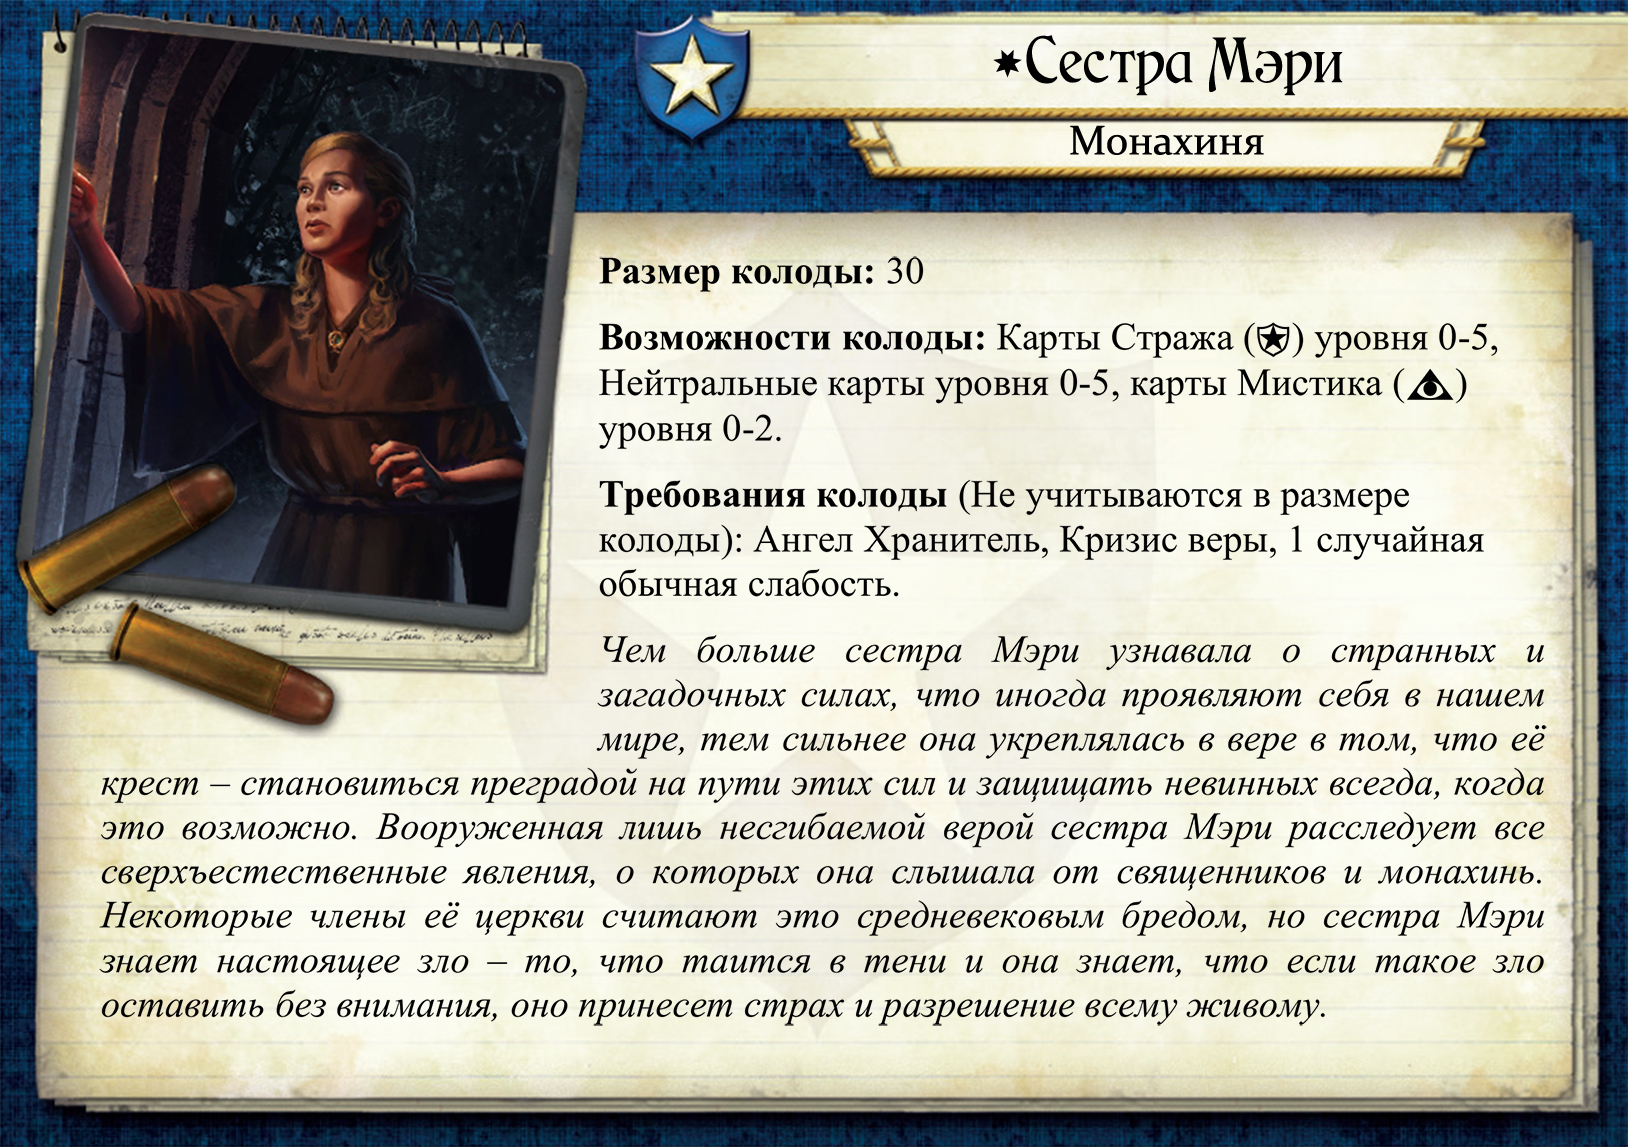 Сестра Мэри
Монахиня
Размер колоды: 30
Возможности колоды: Карты Стража () уровня 0-5,
Нейтральные карты уровня 0-5, карты Мистика ()
уровня 0-2.
Требования колоды (Не учитываются в размере
колоды): Ангел Хранитель, Кризис веры, 1 случайная
обычная слабость.
Чем больше сестра Мэри узнавала о странных и
загадочных силах, что иногда проявляют себя в нашем
мире, тем сильнее она укреплялась в вере в том, что её
крест – становиться преградой на пути этих сил и защищать невинных всегда, когда
это возможно. Вооруженная лишь несгибаемой верой сестра Мэри расследует все
сверхъестественные явления, о которых она слышала от священников и монахинь.
Некоторые члены её церкви считают это средневековым бредом, но сестра Мэри
знает настоящее зло – то, что таится в тени и она знает, что если такое зло
оставить без внимания, оно принесет страх и разрешение всему живому.